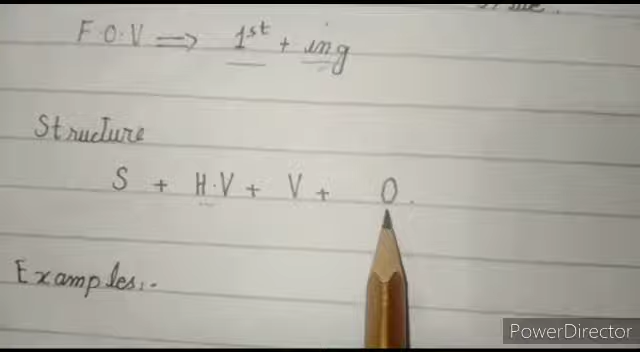 F.O.V ⇒ 1st + ing
Structure
S + H.V + V + O.
Examples:-
PowerDirector